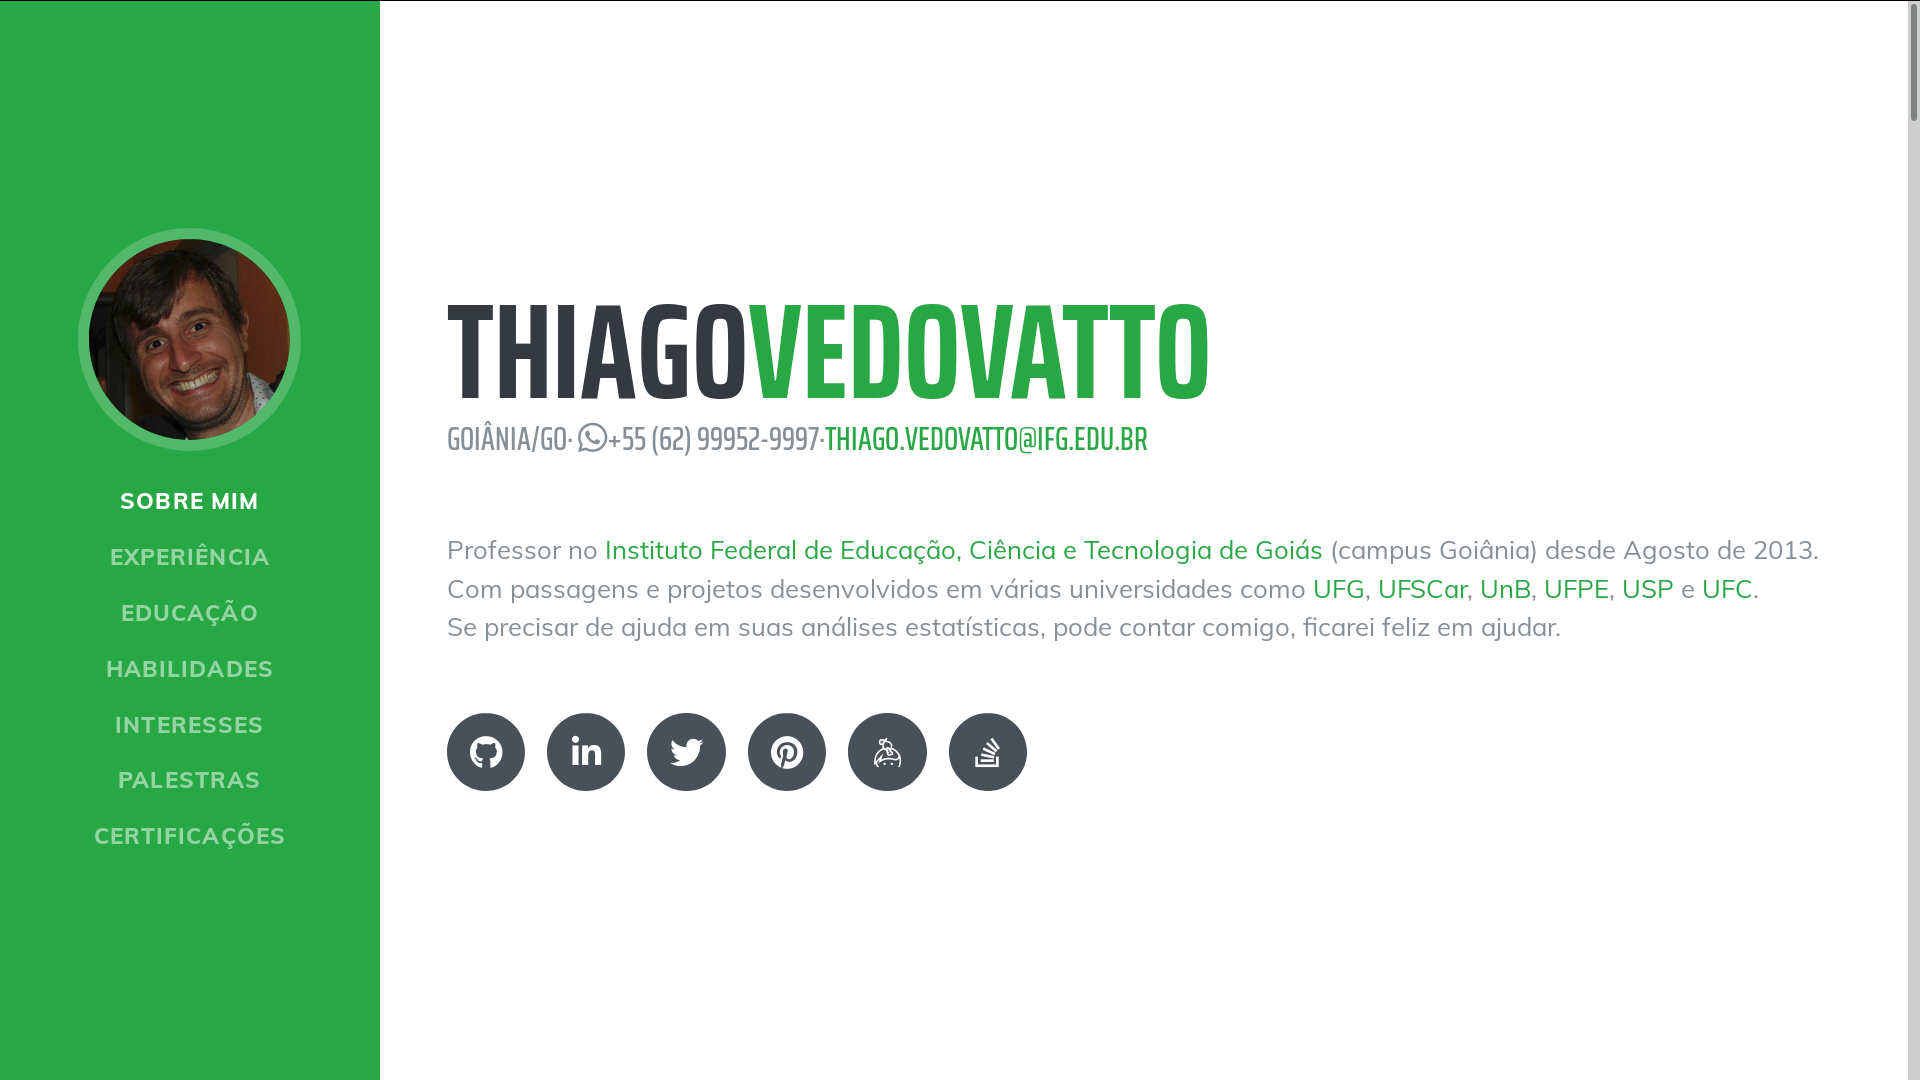 SOBRE MIM
EXPERIÊNCIA
EDUCAÇÃO
HABILIDADES
INTERESSES
PALESTRAS
CERTIFICAÇÕES
THIAGOVEDOVATTO
GOIÂNIA/GO· +55 (62) 99952-9997·THIAGO.VEDOVATTO@IFG.EDU.BR
Professor no Instituto Federal de Educação, Ciência e Tecnologia de Goiás (campus Goiânia) desde Agosto de 2013.
Com passagens e projetos desenvolvidos em várias universidades como UFG, UFSCar, UnB, UFPE, USP e UFC.
Se precisar de ajuda em suas análises estatísticas, pode contar comigo, ficarei feliz em ajudar.